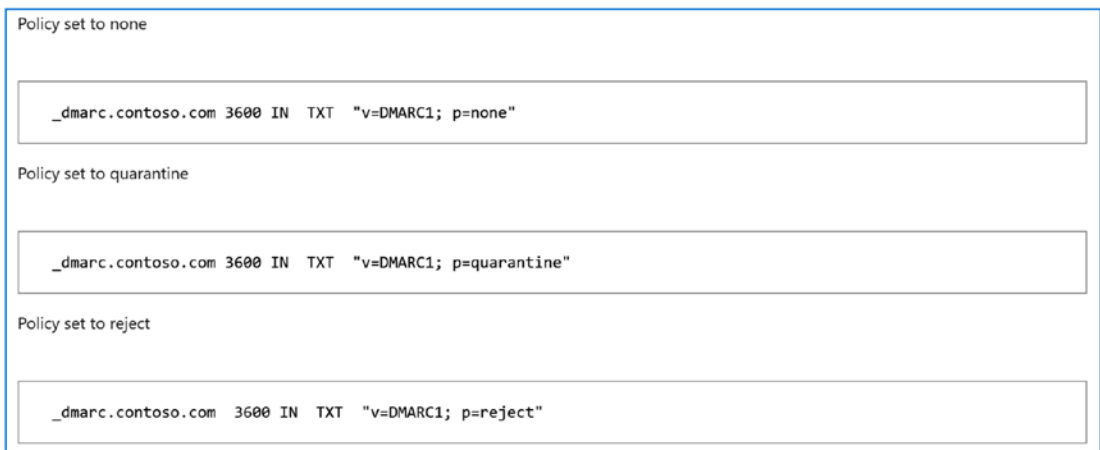 Policy set to none
_dmarc.contoso.com 3600 IN  TXT  "v=DMARC1; p=none"
Policy set to quarantine
_dmarc.contoso.com 3600 IN  TXT  "v=DMARC1; p=quarantine"
Policy set to reject
_dmarc.contoso.com  3600 IN  TXT  "v=DMARC1; p=reject"